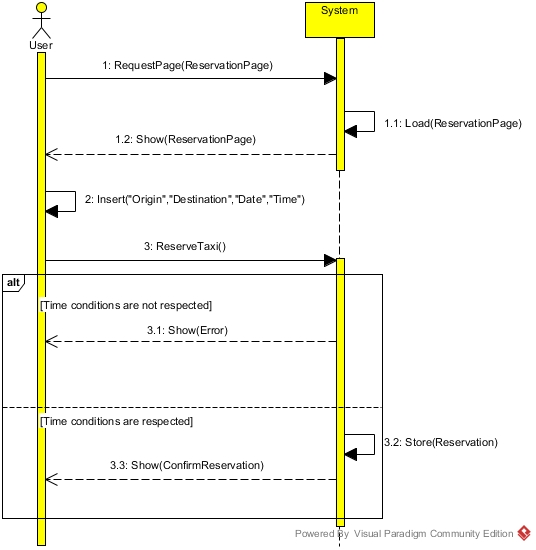 System
User
1: RequestPage(ReservationPage)
1.1: Load(ReservationPage)
1.2: Show(ReservationPage)
2: Insert("Origin","Destination","Date","Time")
3: ReserveTaxi()
alt
[Time conditions are not respected]
3.1: Show(Error)
[Time conditions are respected]
3.2: Store(Reservation)
3.3: Show(ConfirmReservation)
Powered By Visual Paradigm Community Edition